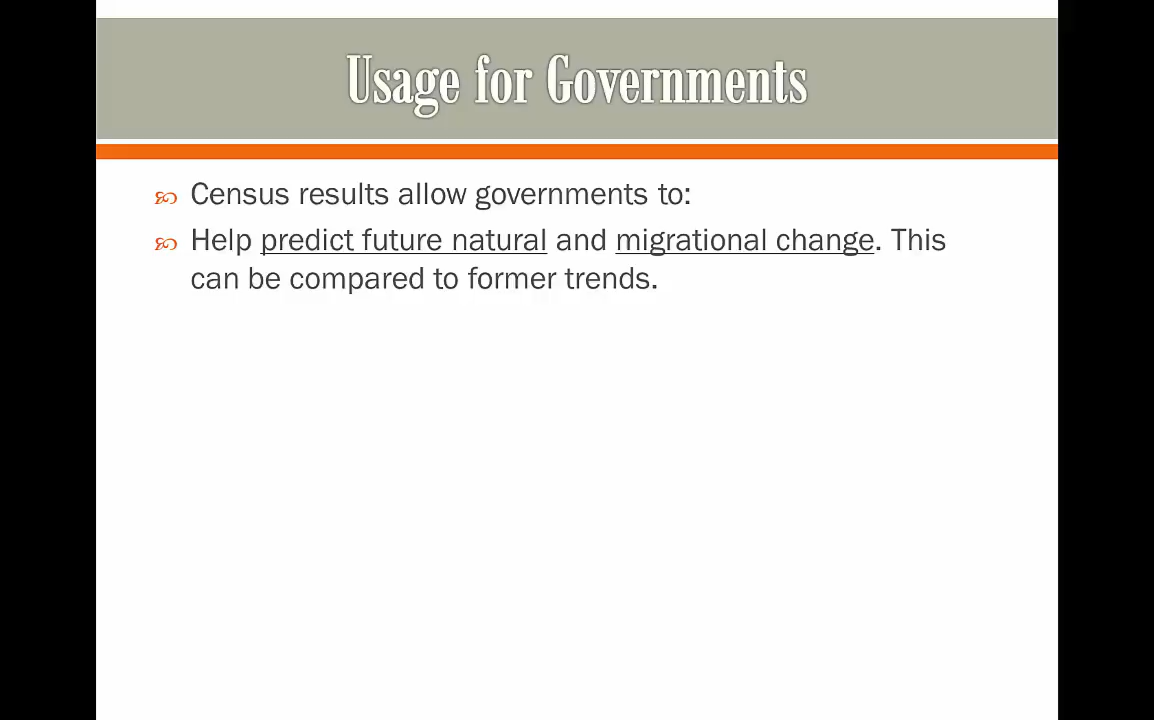 Usage for Governments
Census results allow governments to:
Help predict future natural and migrational change. This
can be compared to former trends.